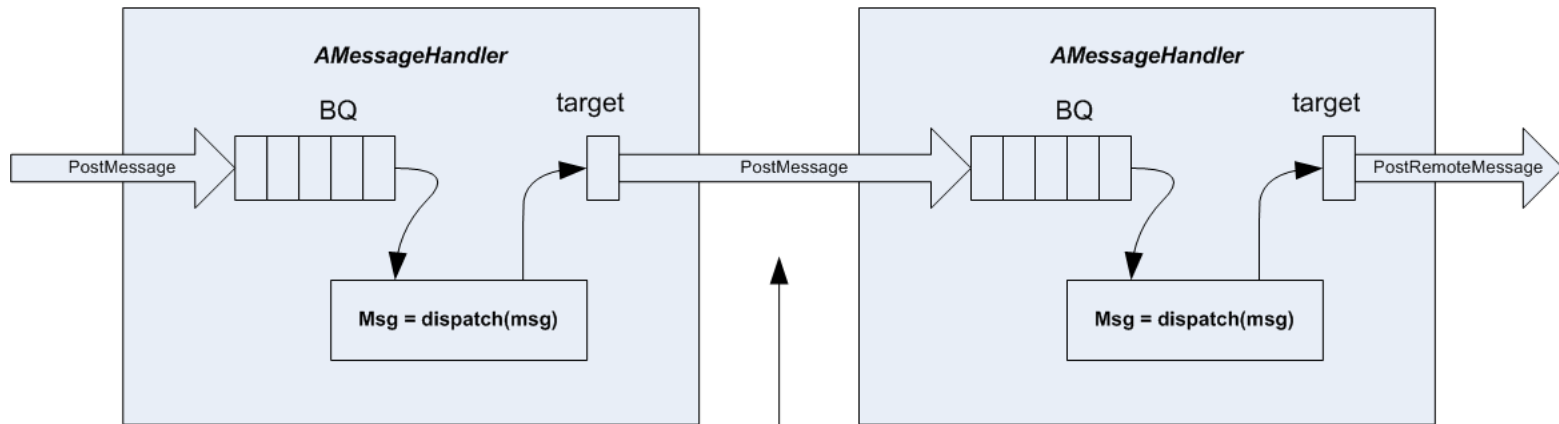 AMessageHandler
BQ
target
PostMessage
Msg = dispatch(msg)
PostMessage
AMessageHandler
BQ
target
PostRemoteMessage
Msg = dispatch(msg)